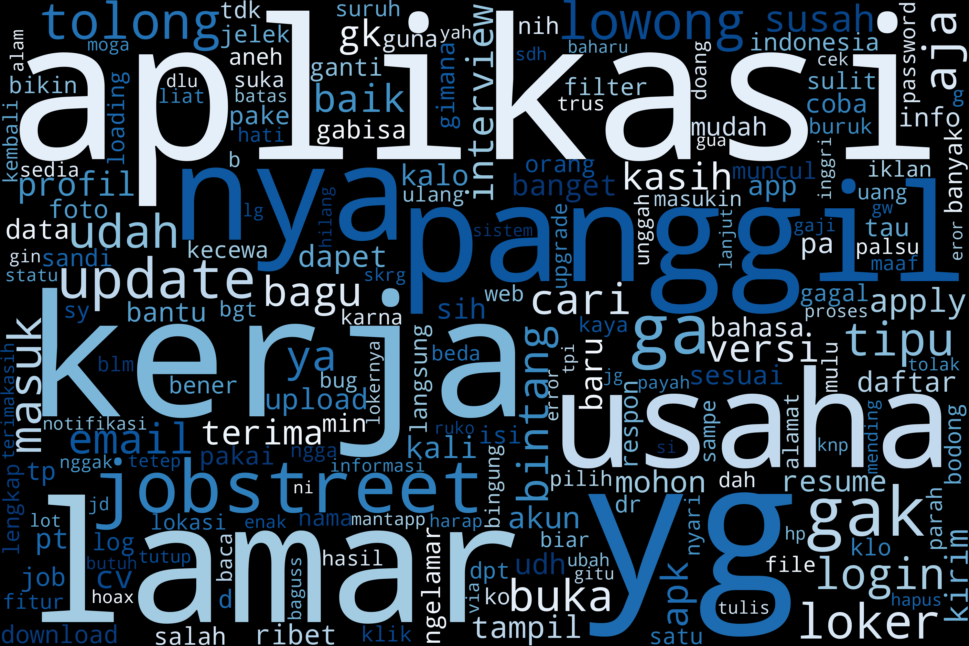 tolong
tdk
suruh
gk
guna
yah
nih
lowong
susah
password
aja
alam
moga
jelek
aneh
interview
sdh
baharu
doang
indonesia
cek
aplikasi
bikin
dlu
suka
ganti
gimana
filter
sulit
g
kembali
loading
liat
batas
baik
trus
coba
info
pake
hati
gabisa
mudah
gua
buruk
sedia
b
kalo
orang
kasih
muncul
inggri
iklan
banyako
profil
nya
ulang
banget
masukin
app
uang
foto
lg
hilang
panggil
upgrade
unggah
lanjut
gaji
gw
data
udah
sistem
tau
eror
gin
sandi
kecewa
dapet
pa
palsu
statu
skrg
maaf
update
bagu
web
cari
gagal
apply
sy
bantu
bgt
karna
sih
kaya
ga
bahasa
proses
masuk
kerja
ya
lokernya
langsung
beda
bintang
tpi
baru
versi
mulu
tipu
blm
bener
bug
error
jg
payah
sesuai
tolak
terimakasih
upload
usaha
daftar
notifikasi
email
terima
min
ruko
isi
respon
sampe
alamat
knp
mending
bodong
pakai
ngga
kali
si
lengkap
tp
nggak
tetep
informasi
bingung
pilih
mohon
dah
resume
jobstreet
ni
yg
jd
dr
nyari
hp
gak
parah
lot
lokasi
enak
nama
mantapp
harap
akun
pt
log
tutup
lamar
biar
klo
kirim
butuh
baca
hasil
udh
ubah
file
job
cv
dpt
gitu
apk
login
fitur
hoax
d
baguss
ngelamar
via
ko
buka
tulis
hapus
download
salah
ribet
klik
tampil
satu
loker